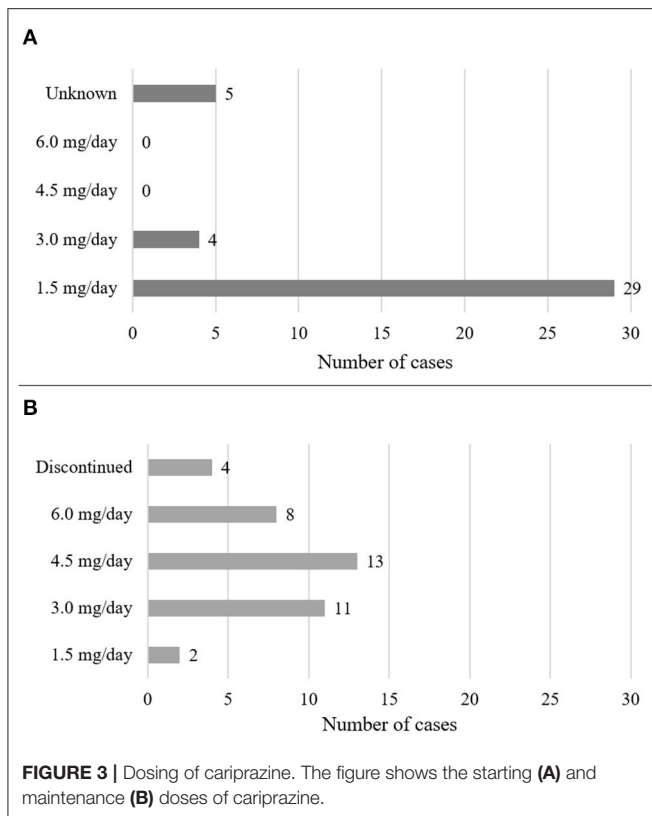 A
Unknown 5
6.0 mg/day 0
4.5 mg/day 0
3.0 mg/day 4
1.5 mg/day 29
0 5 10 15 20 25 30
Number of cases
B
Discontinued 4
6.0 mg/day 8
4.5 mg/day 13
3.0 mg/day 11
1.5 mg/day 2
0 5 10 15 20 25 30
Number of cases
FIGURE 3 | Dosing of cariprazine. The figure shows the starting (A) and
maintenance (B) doses of cariprazine.